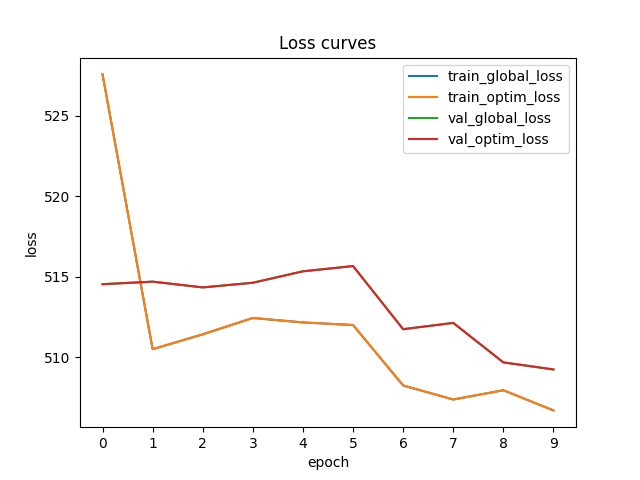 Loss curves
train_global_loss
train_optim_loss
val_global_loss
val_optim_loss
525
520
515
510
loss
0 1 2 3 4 5 6 7 8 9
epoch